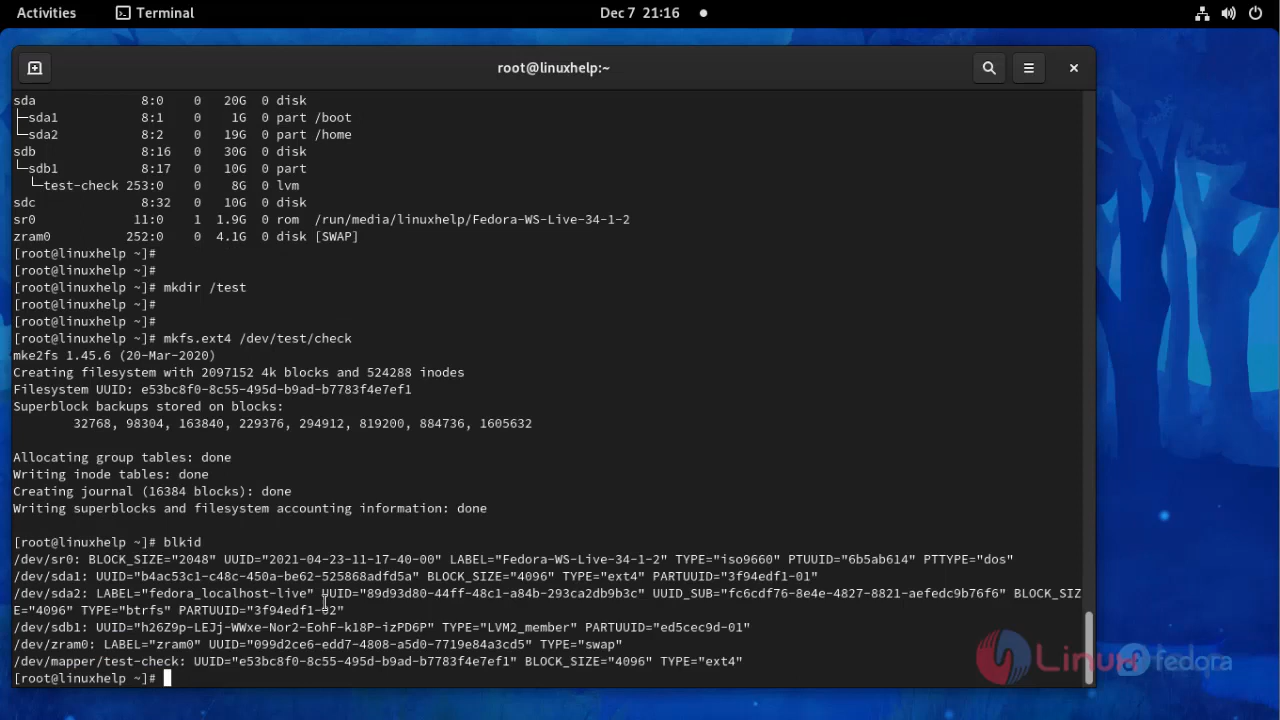 Activities Terminal Dec 7 21:16
root@linuxhelp:~
sda 8:0 0 20G 0 disk
├─sda1 8:1 0 1G 0 part /boot
└─sda2 8:2 0 19G 0 part /home
sdb 8:16 0 30G 0 disk
└─sdb1 8:17 0 10G 0 part
└─test-check 253:0 0 8G 0 lvm
sdc 8:32 0 10G 0 disk
sr0 11:0 1 1.9G 0 rom /run/media/linuxhelp/Fedora-WS-Live-34-1-2
zram0 252:0 0 4.1G 0 disk [SWAP]
[root@linuxhelp ~]#
[root@linuxhelp ~]#
[root@linuxhelp ~]# mkdir /test
[root@linuxhelp ~]#
[root@linuxhelp ~]#
[root@linuxhelp ~]# mkfs.ext4 /dev/test/check
mke2fs 1.45.6 (20-Mar-2020)
Creating filesystem with 2097152 4k blocks and 524288 inodes
Filesystem UUID: e53bc8f0-8c55-495d-b9ad-b7783f4e7ef1
Superblock backups stored on blocks:
32768, 98304, 163840, 229376, 294912, 819200, 884736, 1605632
Allocating group tables: done
Writing inode tables: done
Creating journal (16384 blocks): done
Writing superblocks and filesystem accounting information: done
[root@linuxhelp ~]# blkid
/dev/sr0: BLOCK_SIZE="2048" UUID="2021-04-23-11-17-40-00" LABEL="Fedora-WS-Live-34-1-2" TYPE="iso9660" PTUUID="6b5ab614" PTTYPE="dos"
/dev/sda1: UUID="b4ac53c1-c48c-450a-be62-525868adfd5a" BLOCK_SIZE="4096" TYPE="ext4" PARTUUID="3f94edf1-01"
/dev/sda2: LABEL="fedora_localhost-live" UUID="89d93d80-44ff-48c1-a84b-293ca2db9b3c" UUID_SUB="fc6cdf76-8e4e-4827-8821-aefedc9b76f6" BLOCK_SIZ
E="4096" TYPE="btrfs" PARTUUID="3f94edf1-02"
/dev/sdb1: UUID="h26Z9p-LEJj-WWxe-Nor2-EohF-k18P-izPD6P" TYPE="LVM2_member" PARTUUID="ed5cec9d-01"
/dev/zram0: LABEL="zram0" UUID="099d2ce6-edd7-4808-a5d0-7719e84a3cd5" TYPE="swap"
/dev/mapper/test-check: UUID="e53bc8f0-8c55-495d-b9ad-b7783f4e7ef1" BLOCK_SIZE="4096" TYPE="ext4"
[root@linuxhelp ~]#
fedora